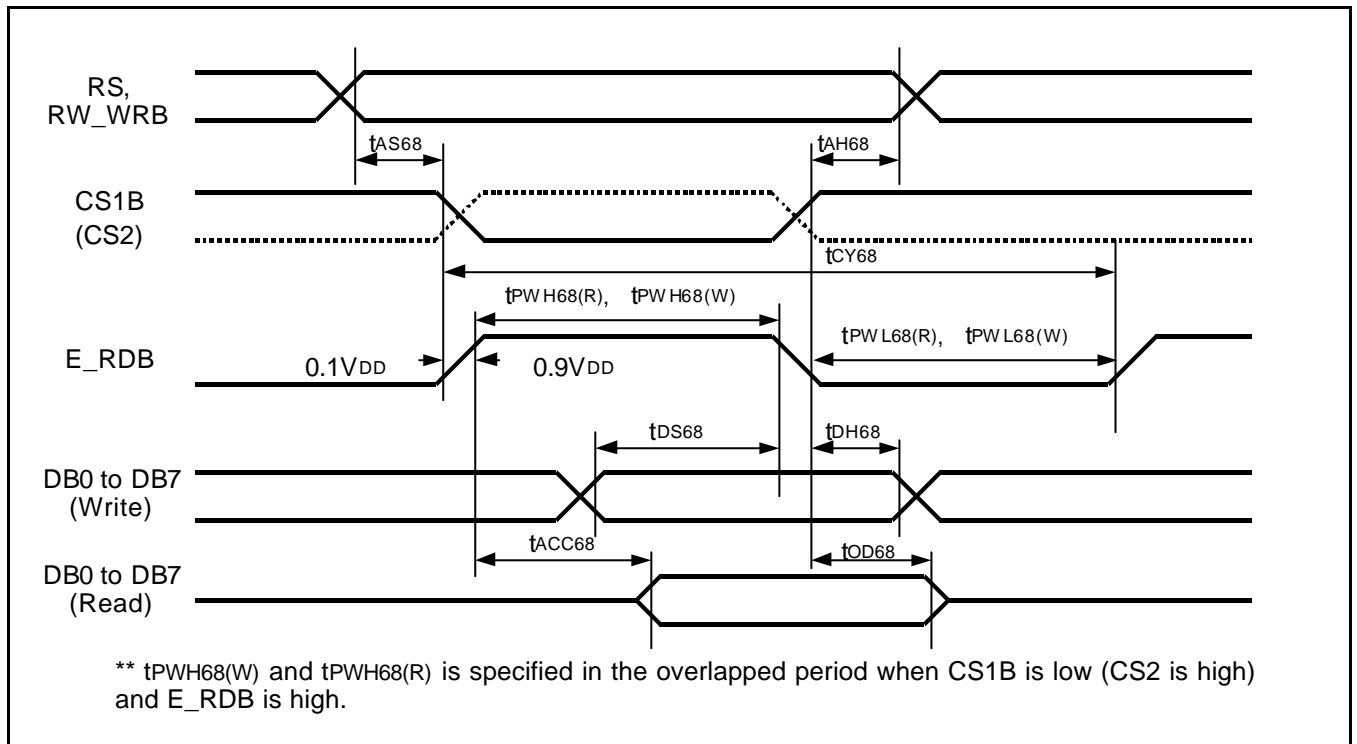 RS,
RW_WRB
tAS68
tAH68
CS1B
(CS2)
tCY68
tPWH68(R), tPWH68(W)
tPWL68(R), tPWL68(W)
E_RDB
0.1VDD
0.9VDD
tDS68
tDH68
DB0 to DB7
(Write)
tACC68
tOD68
DB0 to DB7
(Read)
** tPWH68(W) and tPWH68(R) is specified in the overlapped period when CS1B is low (CS2 is high)
and E_RDB is high.